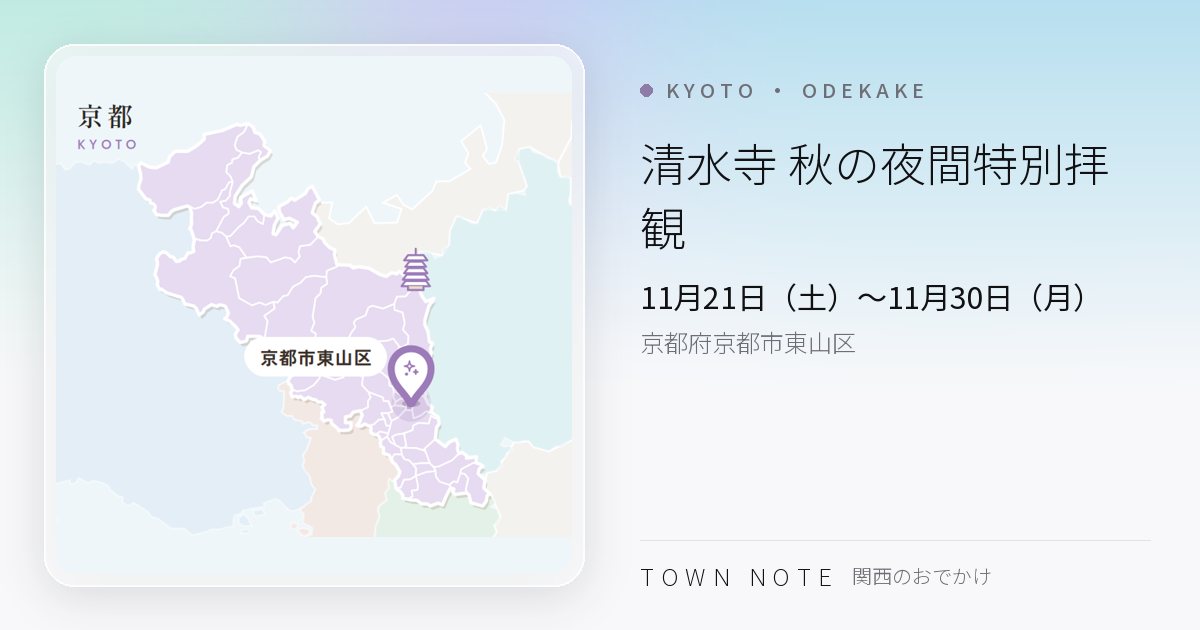 京都
KYOTO
京都市東山区
KYOTO • ODEKAKE
清水寺 秋の夜間特別拝
観
11月21日（土）〜11月30日（月）
京都府京都市東山区
TOWN NOTE 関西のおでかけ